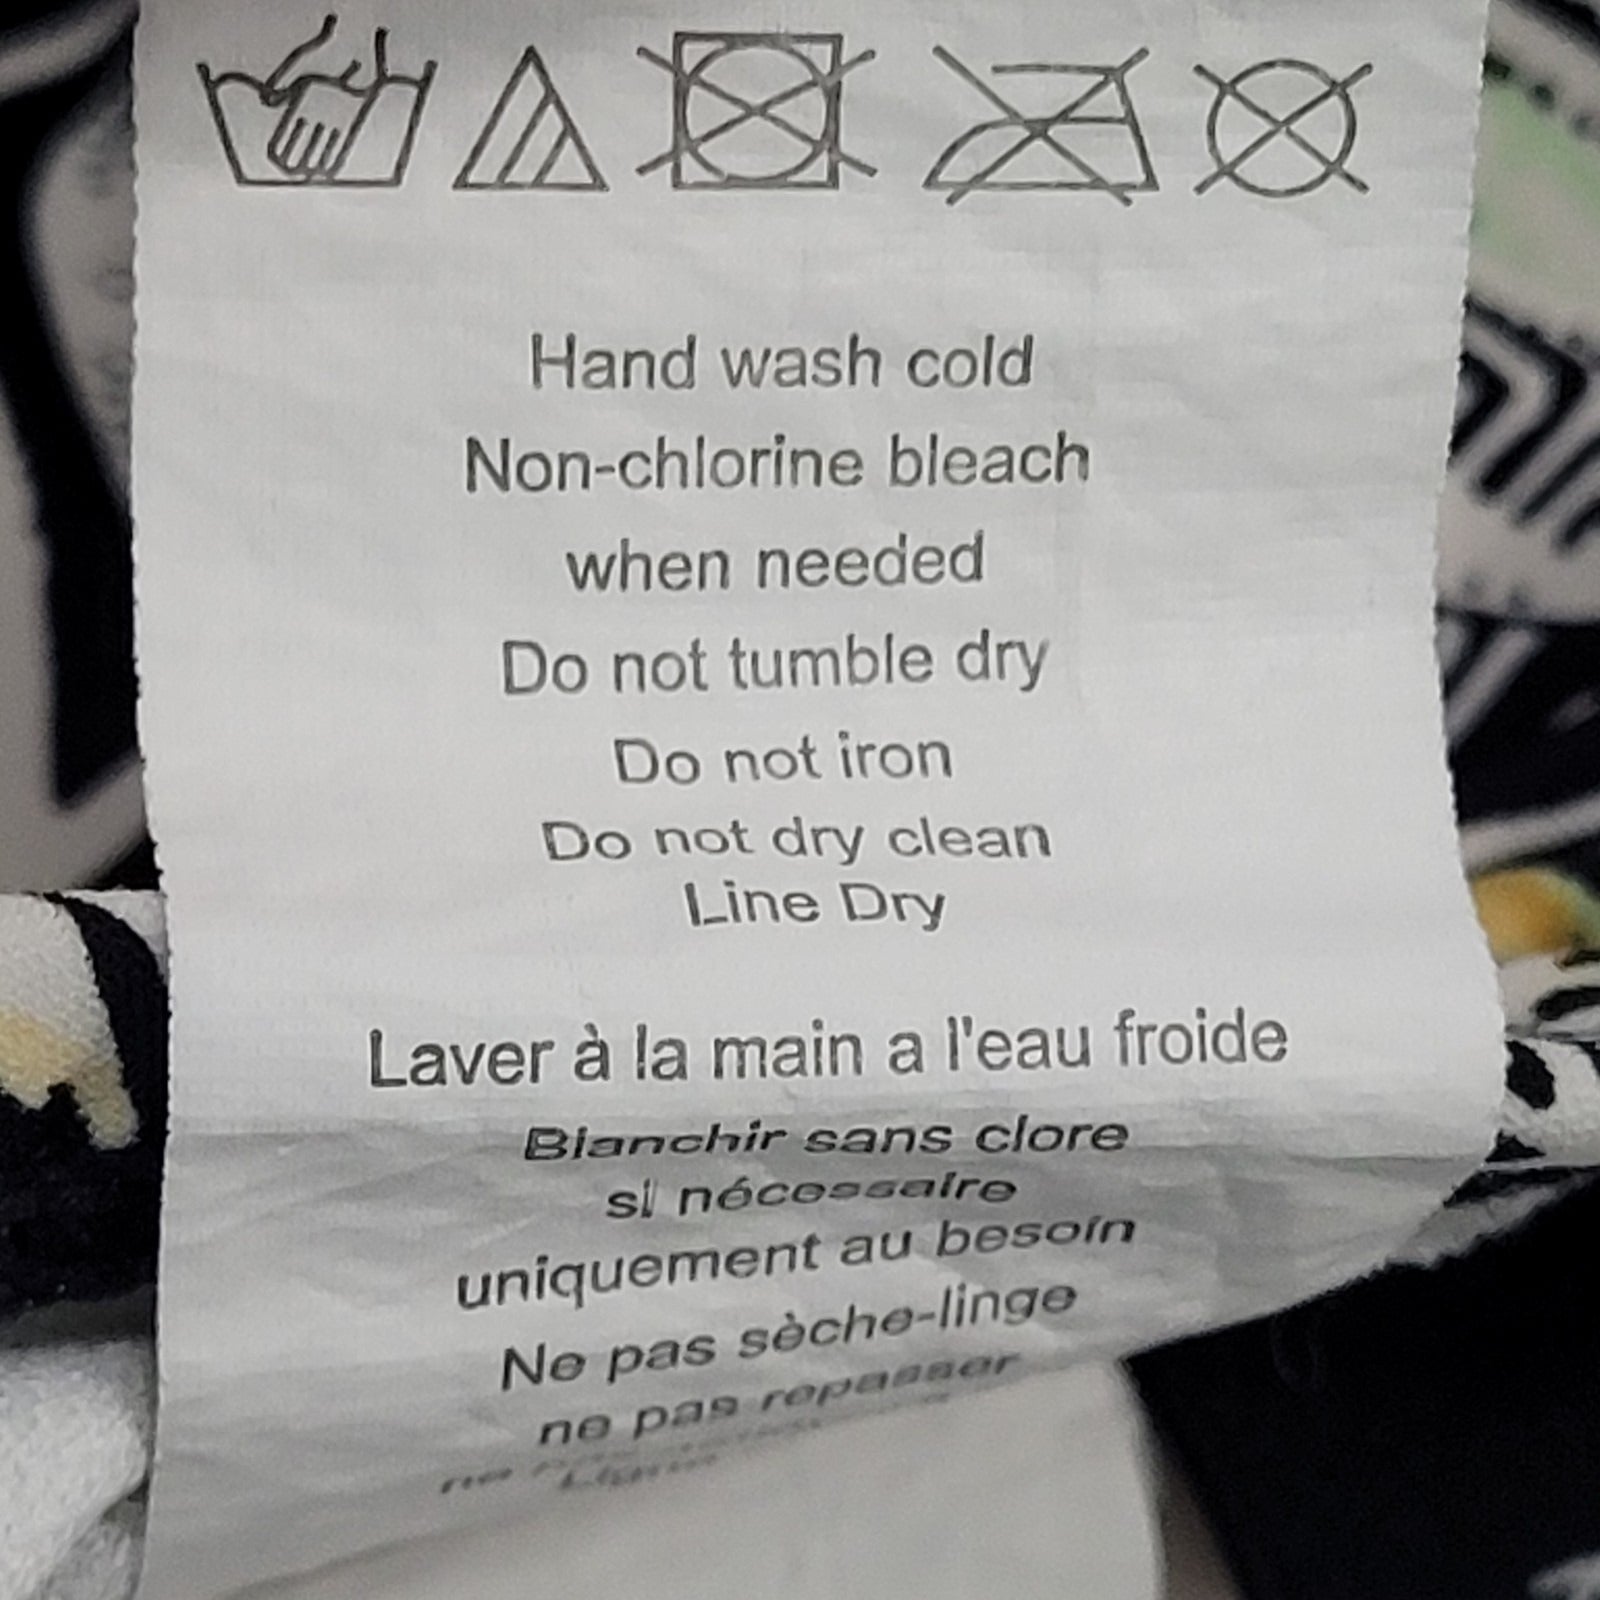 Hand wash cold
Non-chlorine bleach
when needed
Do not tumble dry
Do not iron
Do not dry clean
Line Dry
Laver à la main a l'eau froide
Blanchir sans clore
si nécessaire
uniquement au besoin
Ne pas sèche-linge
ne pas repasser
ne